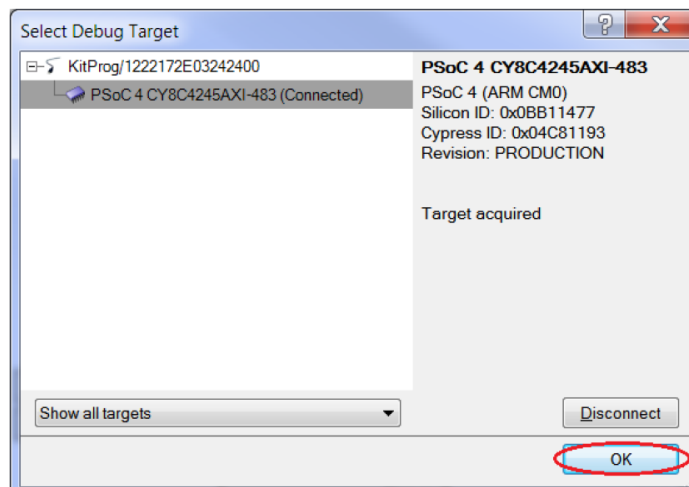 Select Debug Target
?
X
KitProg/1222172E03242400
PSoC 4 CY8C4245AXI-483 (Connected)
PSoC 4 CY8C4245AXI-483
PSoC 4 (ARM CM0)
Silicon ID: 0x0BB11477
Cypress ID: 0x04C81193
Revision: PRODUCTION
Target acquired
Show all targets
Disconnect
OK